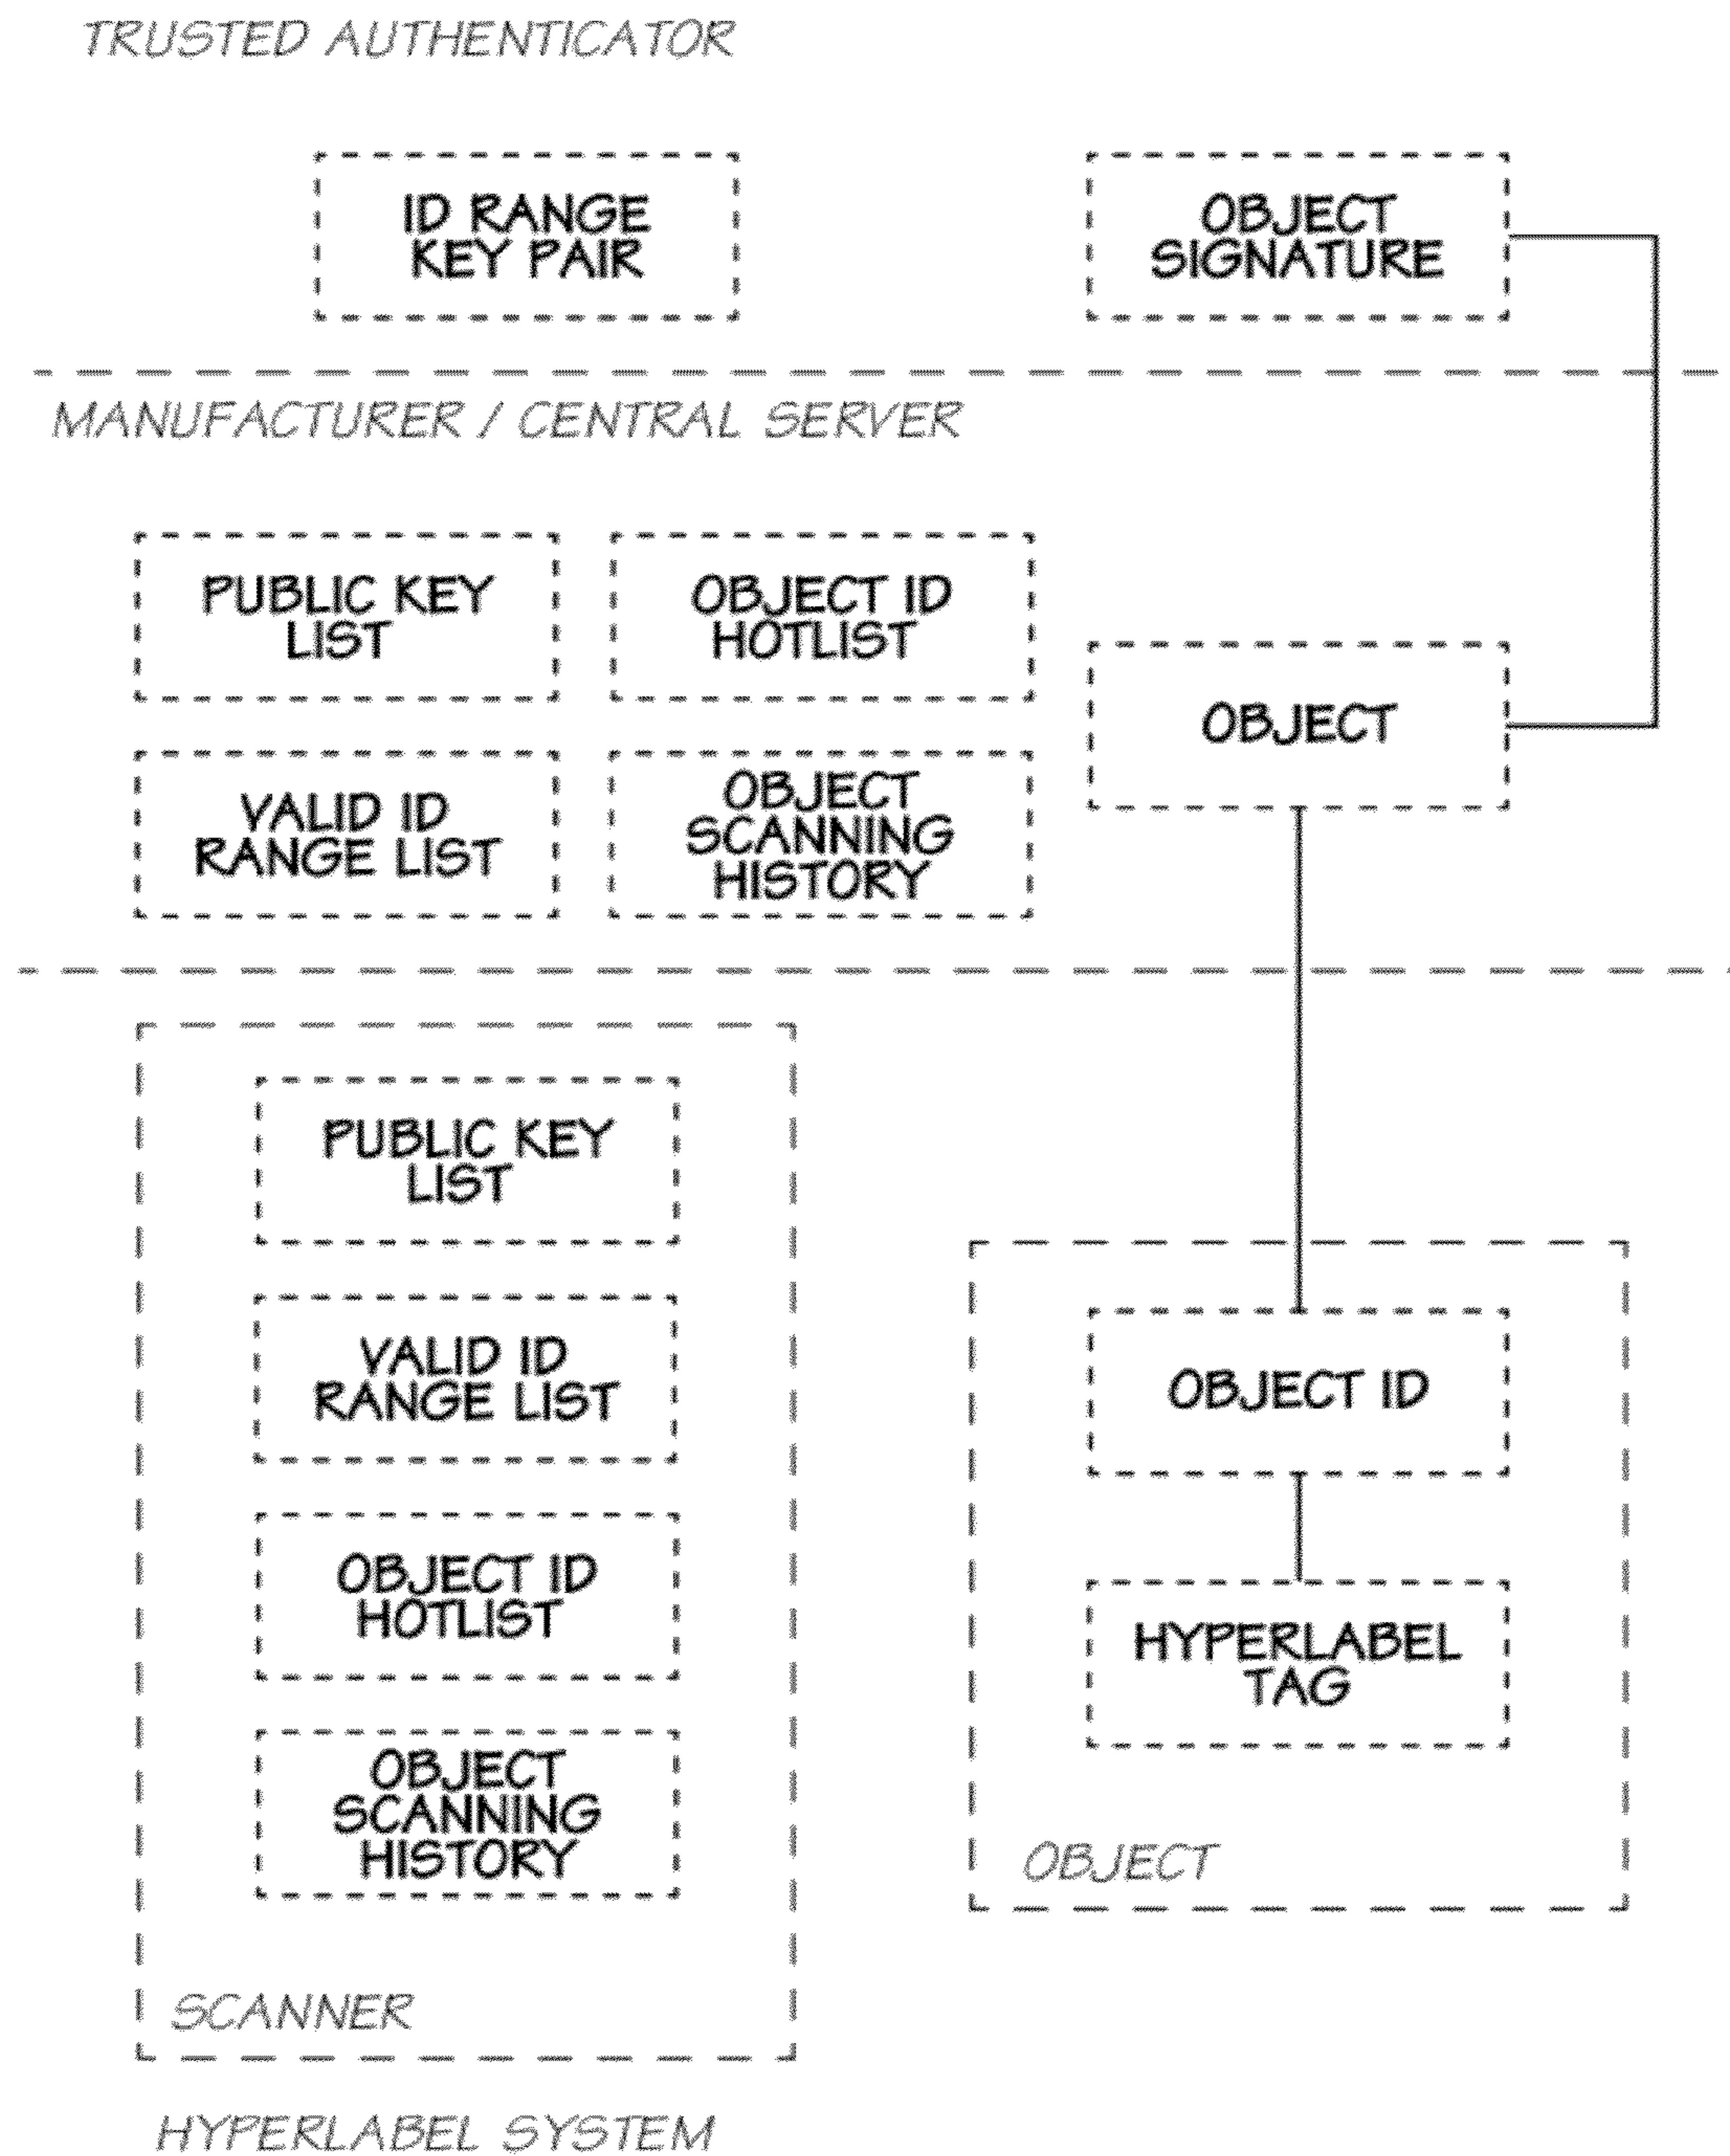 TRUSTED AUTHENTICATOR
ID RANGE
KEY PAIR
OBJECT
SIGNATURE
MANUFACTURER / CENTRAL SERVER
PUBLIC KEY
LIST
OBJECT ID
HOTLIST
OBJECT
VALID ID
RANGE LIST
OBJECT
SCANNING
HISTORY
PUBLIC KEY
LIST
VALID ID
RANGE LIST
OBJECT ID
HOTLIST
OBJECT
SCANNING
HISTORY
SCANNER
OBJECT ID
HYPERLABEL
TAG
OBJECT
HYPERLABEL SYSTEM